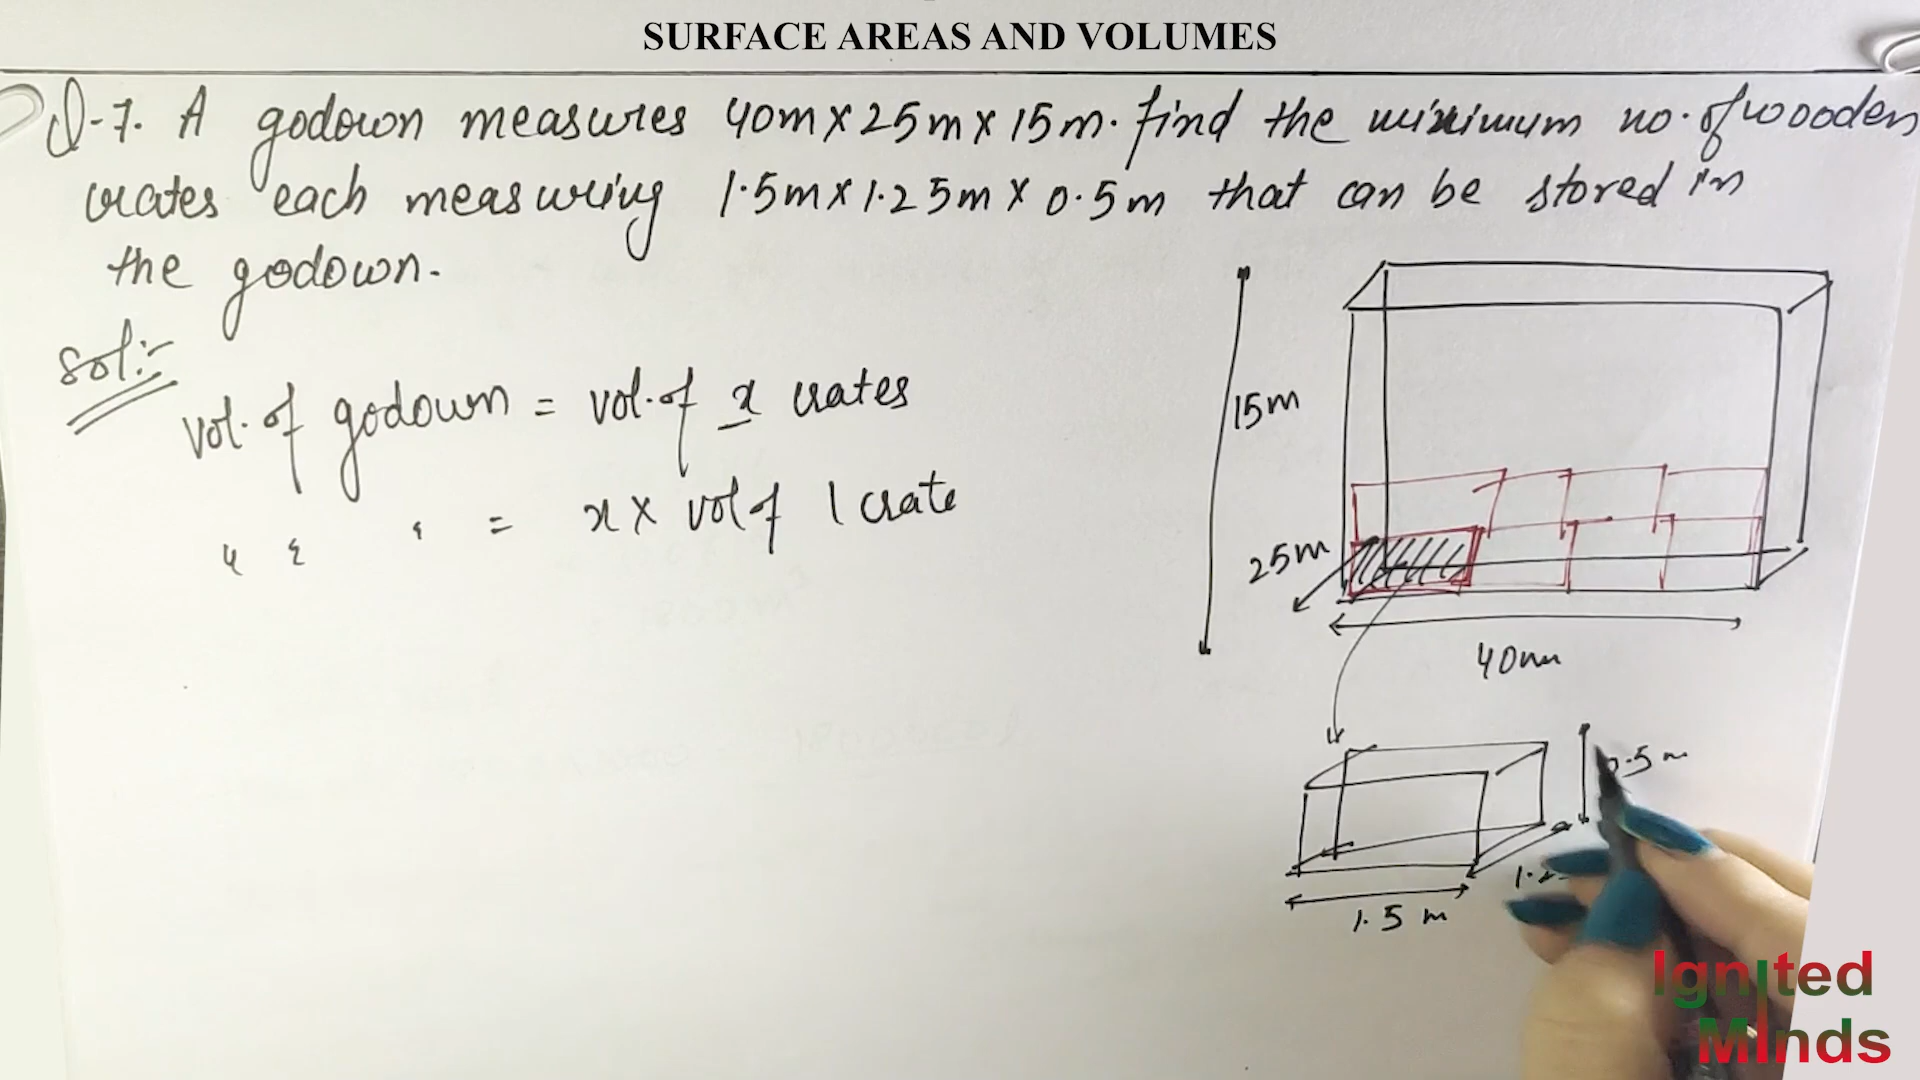 SURFACE AREAS AND VOLUMES
Q-7. A godown measures 40m x 25m x 15m. find the minimum no. of wooden
crates each measuring 1.5m x 1.25m x 0.5m that can be stored in
the godown.
Sol:-
vol. of godown = vol. of x crates
" " " = x x vol of 1 crate
15m
25m
40m
0.5 m
1.5 m
Ignited
Minds